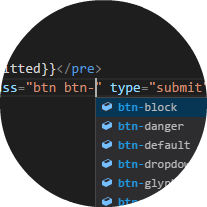 itted}}</pre>
ss="btn btn-" type="submit"
btn-block
btn-danger
btn-default
btn-dropdow
btn-glyph